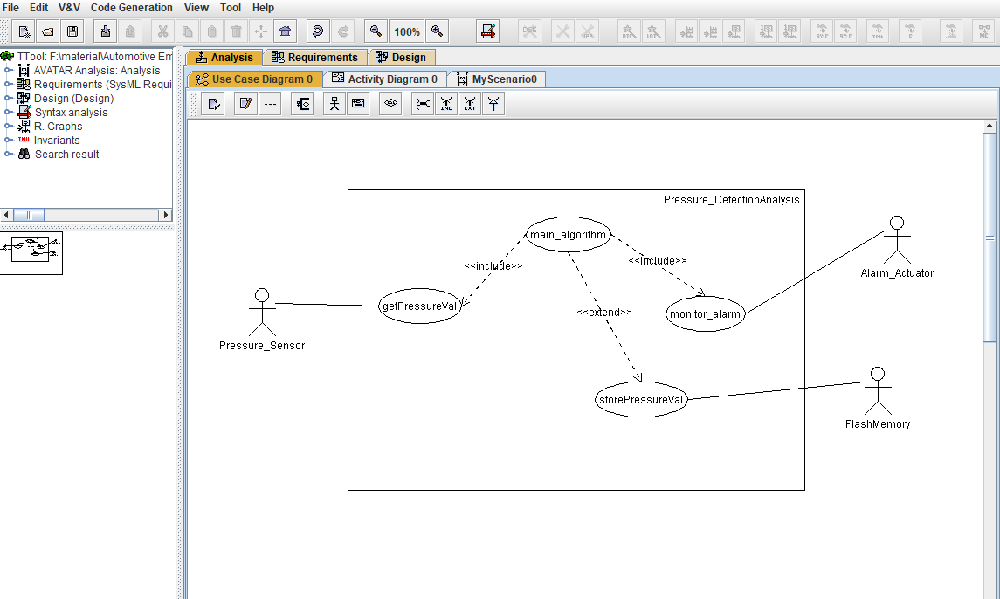 File Edit V&V Code Generation View Tool Help
100%
TTool: F:\material\Automotive Em
AVATAR Analysis: Analysis
Requirements (SysML Requi
Design (Design)
Syntax analysis
R. Graphs
INV Invariants
Search result
Analysis Requirements Design
Use Case Diagram 0 Activity Diagram 0 MyScenario0
INC EXT
Pressure_DetectionAnalysis
main_algorithm
<<include>>
<<include>>
Alarm_Actuator
getPressureVal
<<extend>>
monitor_alarm
Pressure_Sensor
storePressureVal
FlashMemory